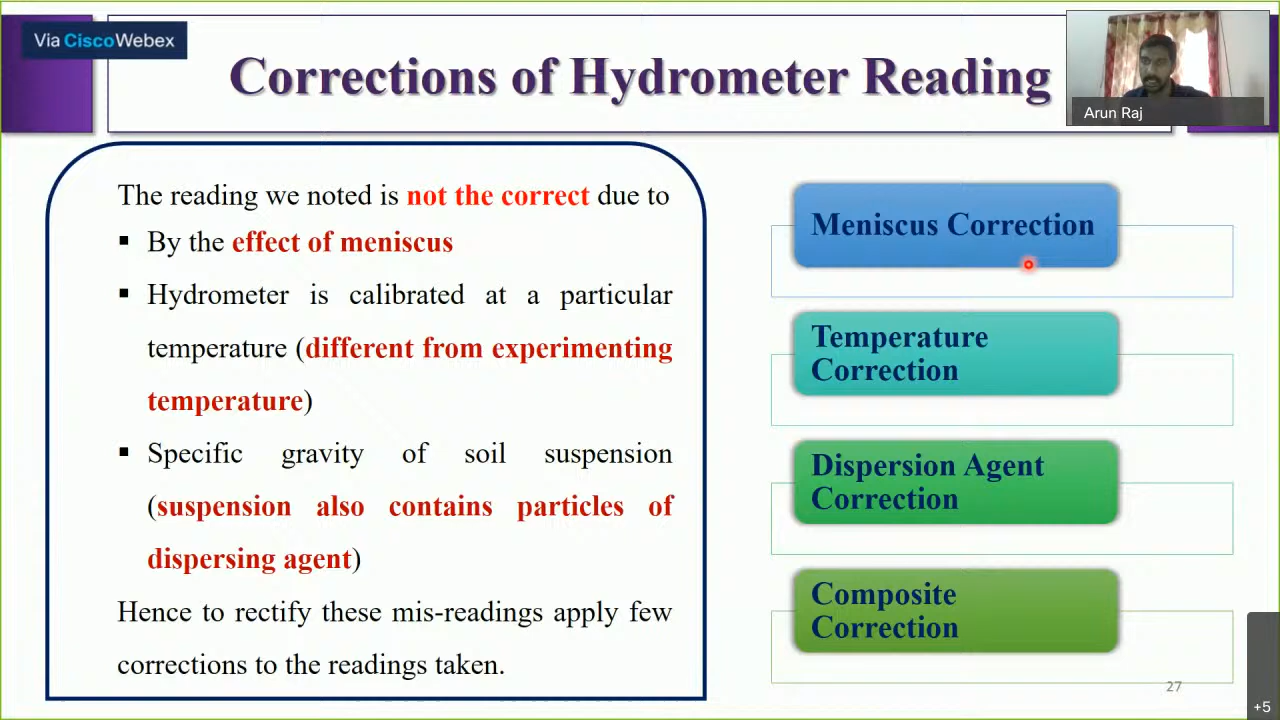 Via CiscoWebex
Corrections of Hydrometer Reading
Arun Raj
The reading we noted is not the correct due to
▪ By the effect of meniscus
▪ Hydrometer is calibrated at a particular
temperature (different from experimenting
temperature)
▪ Specific gravity of soil suspension
(suspension also contains particles of
dispersing agent)
Hence to rectify these mis-readings apply few
corrections to the readings taken.
Meniscus Correction
Temperature
Correction
Dispersion Agent
Correction
Composite
Correction
27
+5